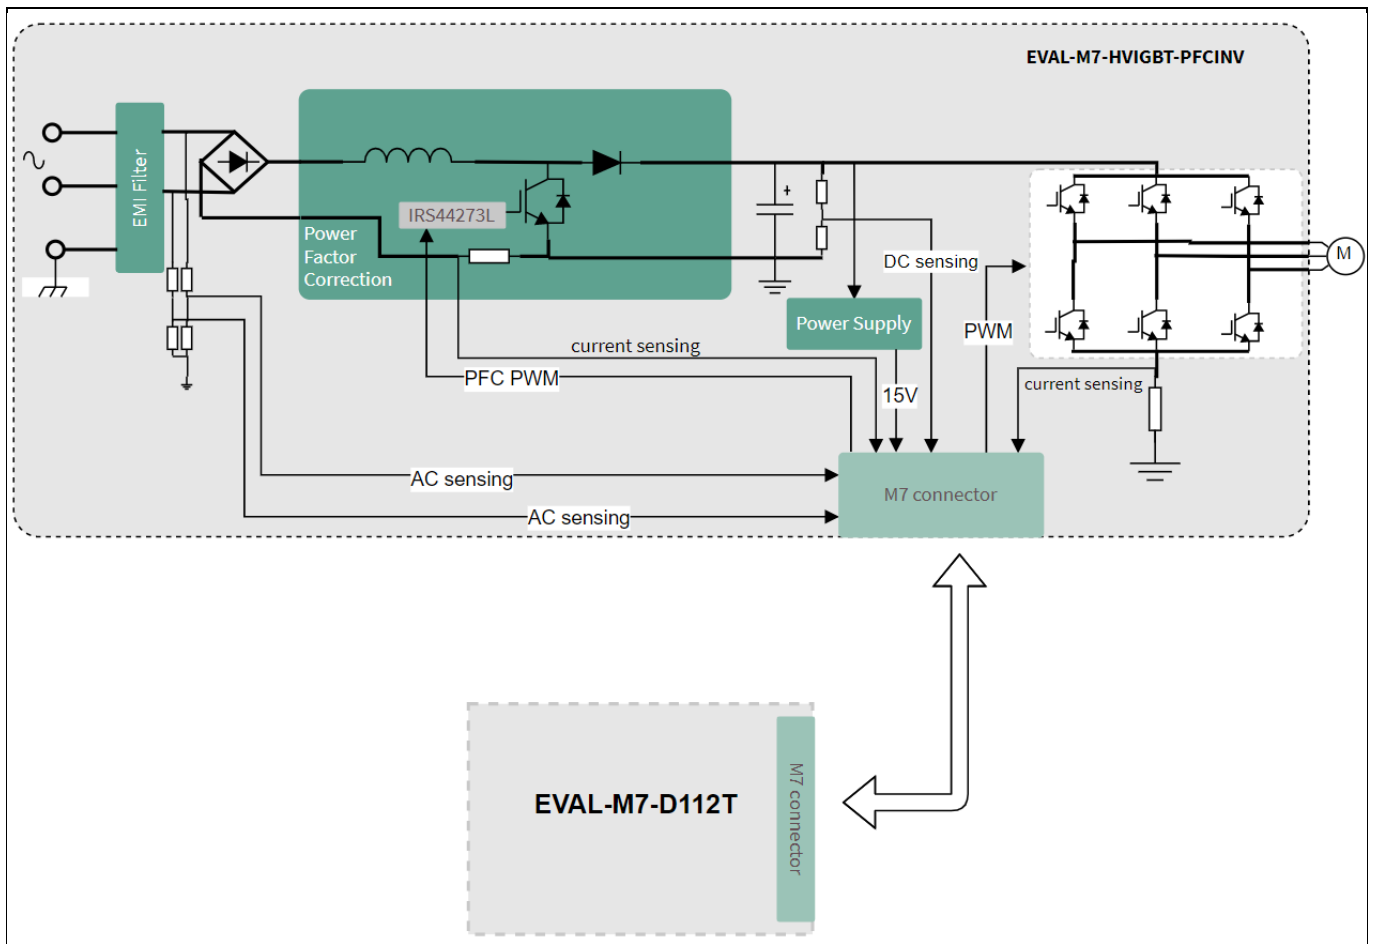 EVAL-M7-HVIGBT-PFCINV
EMI Filter
IRS44273L
Power
Factor
Correction
DC sensing
M
Power Supply
PWM
current sensing
PFC PWM
15V
current sensing
AC sensing
M7 connector
AC sensing
EVAL-M7-D112T
M7 connector